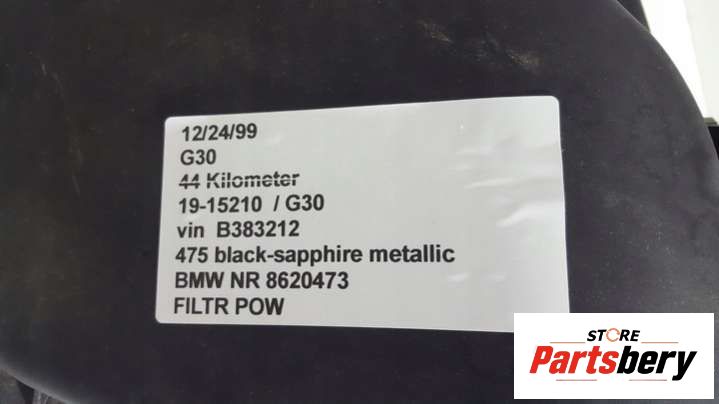 12/24/99
G30
44 Kilometer
19-15210 / G30
vin B383212
475 black-sapphire metallic
BMW NR 8620473
FILTR POW
STORE
Partsbery